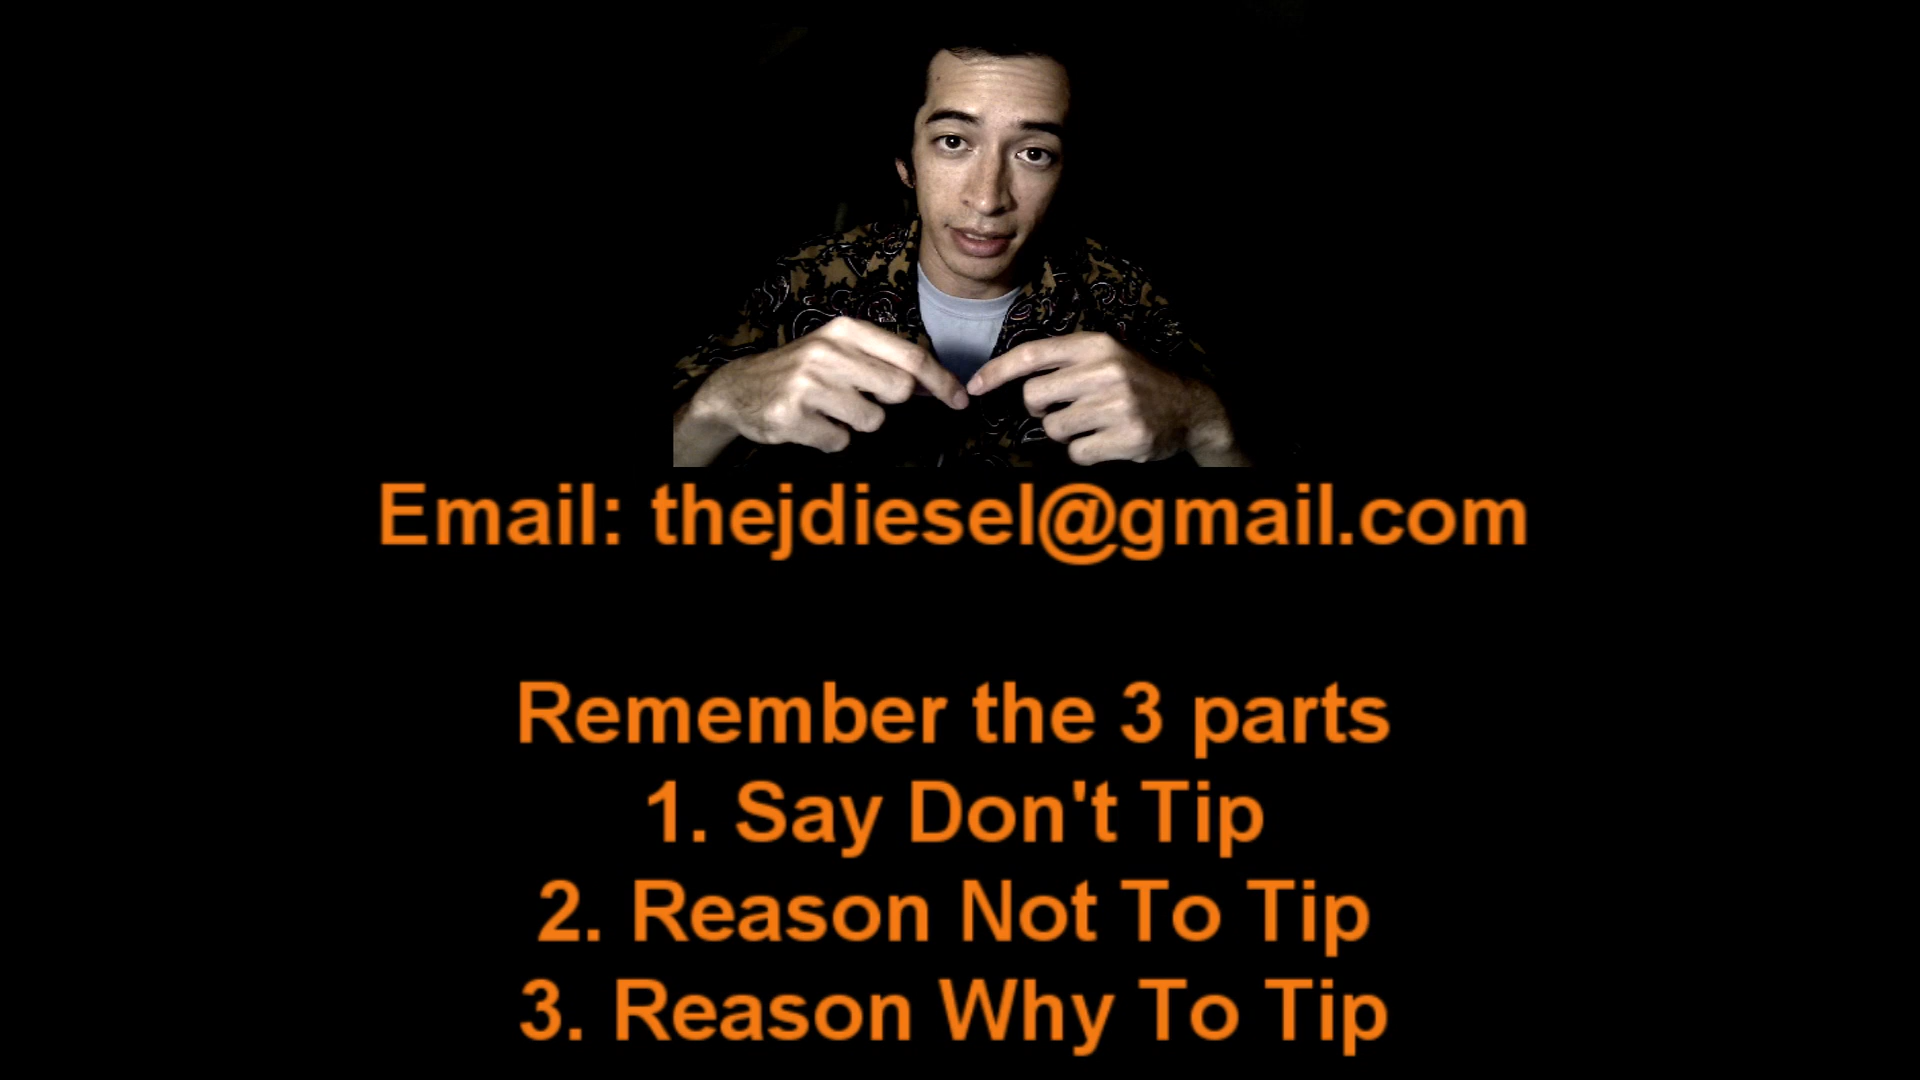 Email: thejdiesel@gmail.com
Remember the 3 parts
1. Say Don't Tip
2. Reason Not To Tip
3. Reason Why To Tip